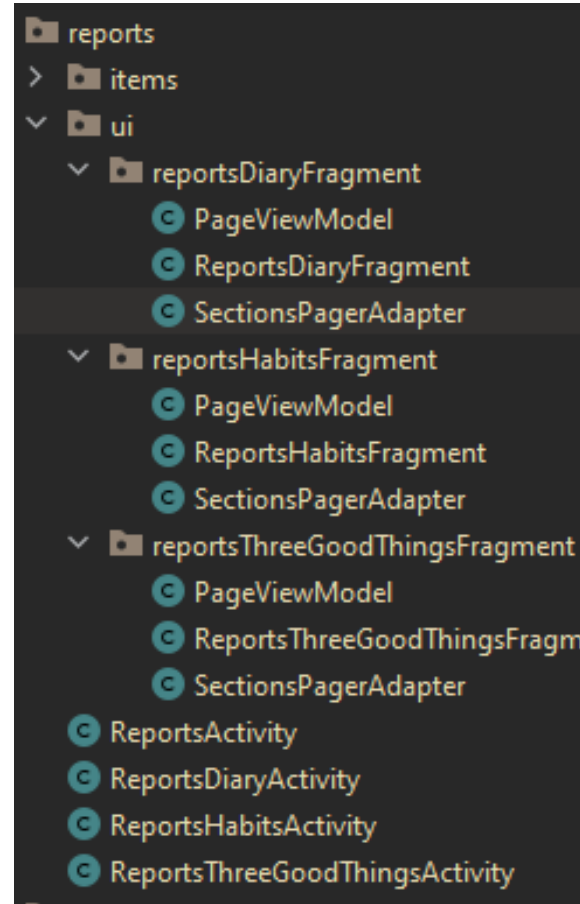 reports
items
ui
reportsDiaryFragment
C PageViewModel
C ReportsDiaryFragment
C SectionsPagerAdapter
reportsHabitsFragment
C PageViewModel
C ReportsHabitsFragment
C SectionsPagerAdapter
reportsThreeGoodThingsFragment
C PageViewModel
C ReportsThreeGoodThingsFragm
C SectionsPagerAdapter
C ReportsActivity
C ReportsDiaryActivity
C ReportsHabitsActivity
C ReportsThreeGoodThingsActivity